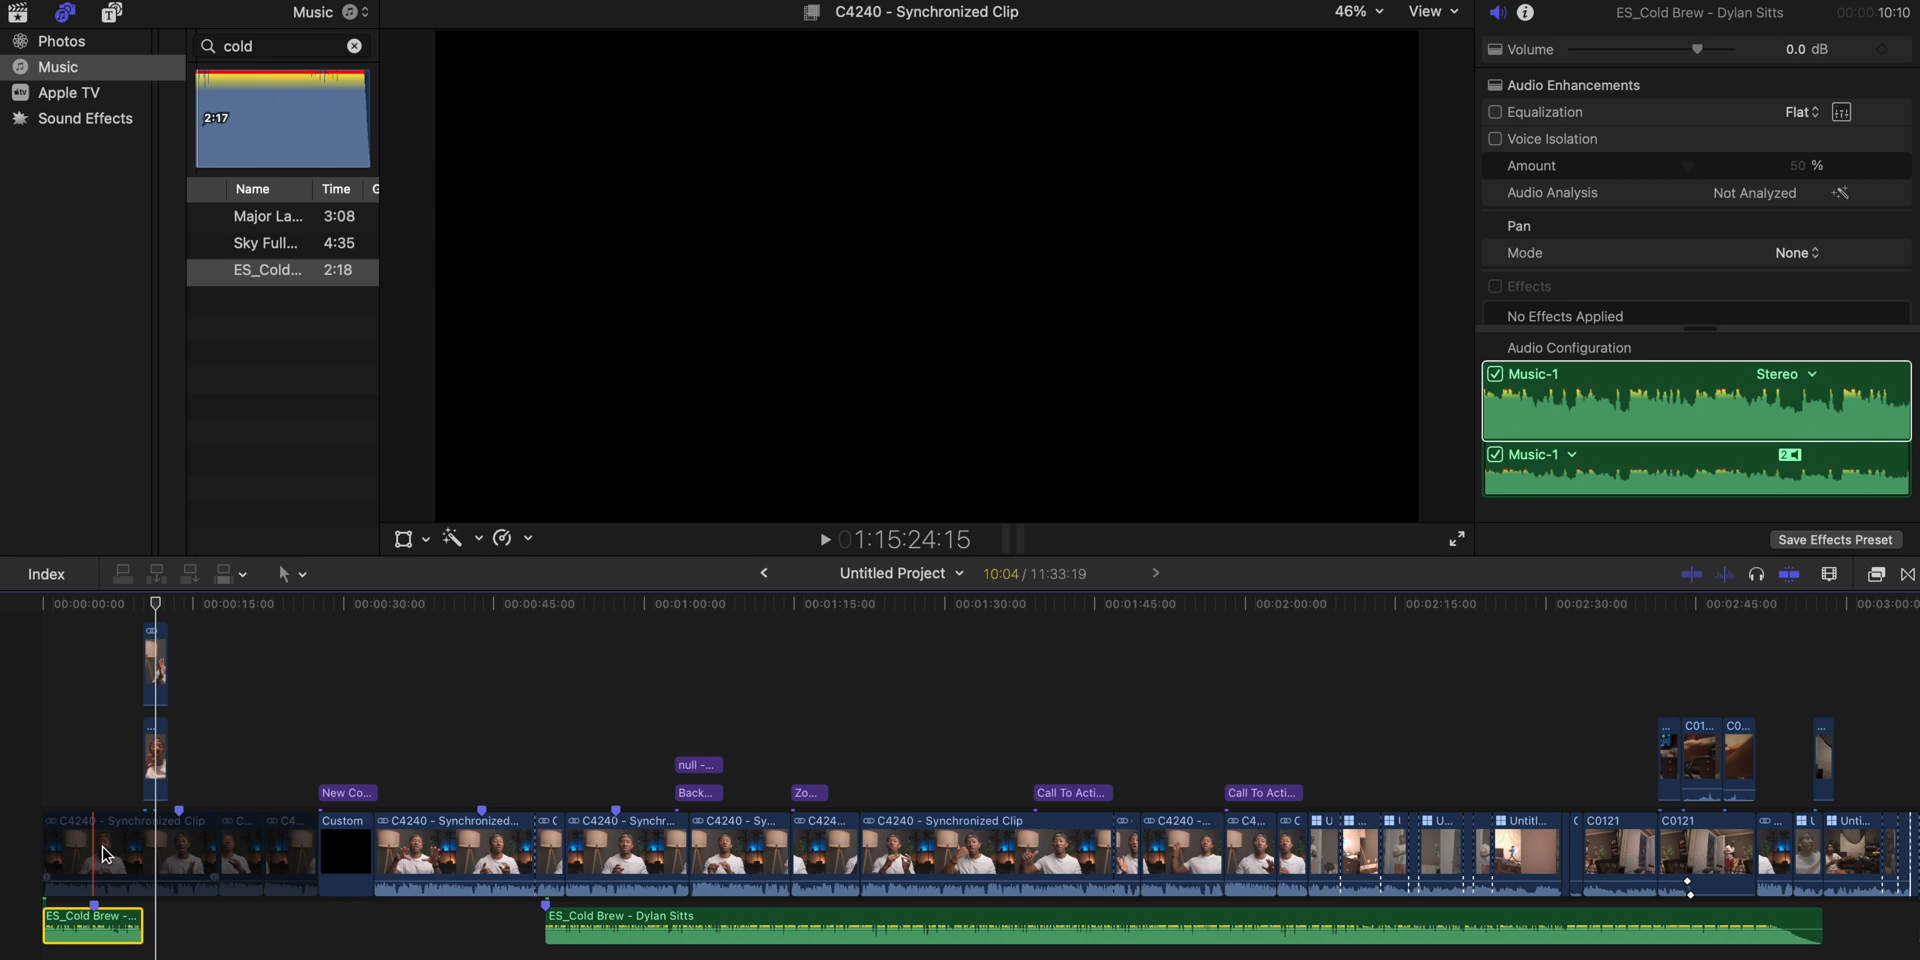 Music
C4240 - Synchronized Clip
46%
View
ES_Cold Brew - Dylan Sitts
00:00:10:10
Photos
Music
Apple TV
Sound Effects
cold
2:17
Name Time
Major La... 3:08
Sky Full... 4:35
ES_Cold... 2:18
Volume 0.0 dB
Audio Enhancements
Equalization Flat
Voice Isolation
Amount 50 %
Audio Analysis Not Analyzed
Pan
Mode None
Effects
No Effects Applied
Audio Configuration
Music-1 Stereo
Music-1 2
Save Effects Preset
01:15:24:15
Index
Untitled Project
10:04 / 11:33:19
00:00:00:00
00:00:15:00
00:00:30:00
00:00:45:00
00:01:00:00
00:01:15:00
00:01:30:00
00:01:45:00
00:02:00:00
00:02:15:00
00:02:30:00
00:02:45:00
00:03:00:0
...
C01...
C0...
...
null -...
New Co...
Back...
Zo...
Call To Acti...
Call To Acti...
C4240 - Synchronized Clip
C...
C4...
Custom
C4240 - Synchronized...
C
C4240 - Synchr...
C4240 - Sy...
C424...
C4240 - Synchronized Clip
C4240 - ...
C4...
C
U
...
U...
Untitl...
C0121
C0121
...
Unti...
ES_Cold Brew -...
ES_Cold Brew - Dylan Sitts